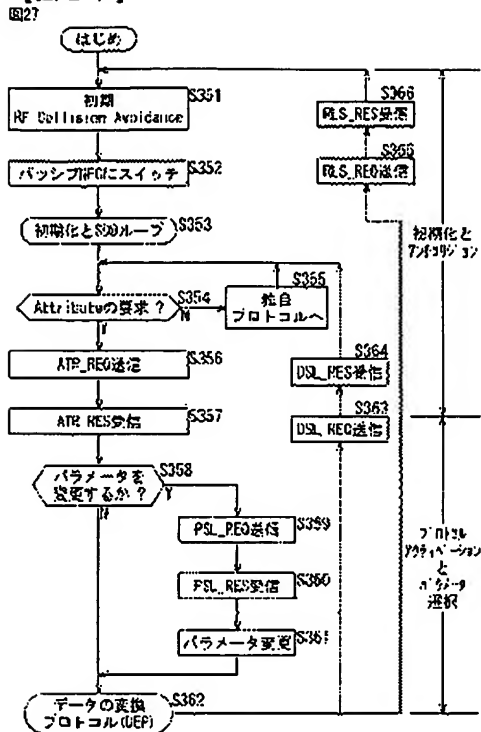 図27
はじめ
初期
RF Collision Avoidance
S351
パッシブNFCにスイッチ
S352
初期化とSDDループ
S353
Attributeの要求？
S354
N
Y
S355
独自
プロトコルへ
ATR_REQ送信
S356
ATR_RES受信
S357
パラメータを
変更するか？
S358
Y
N
PSL_REQ送信
S359
PSL_RES受信
S360
パラメータ変更
S361
データの変換
プロトコル(DEP)
S362
S363
DSL_REQ送信
S364
DSL_RES受信
RLS_REQ送信
S366
RLS_RES受信
初期化と
アンチコリジョン
プロトコル
アクティベーション
と
パラメータ
選択